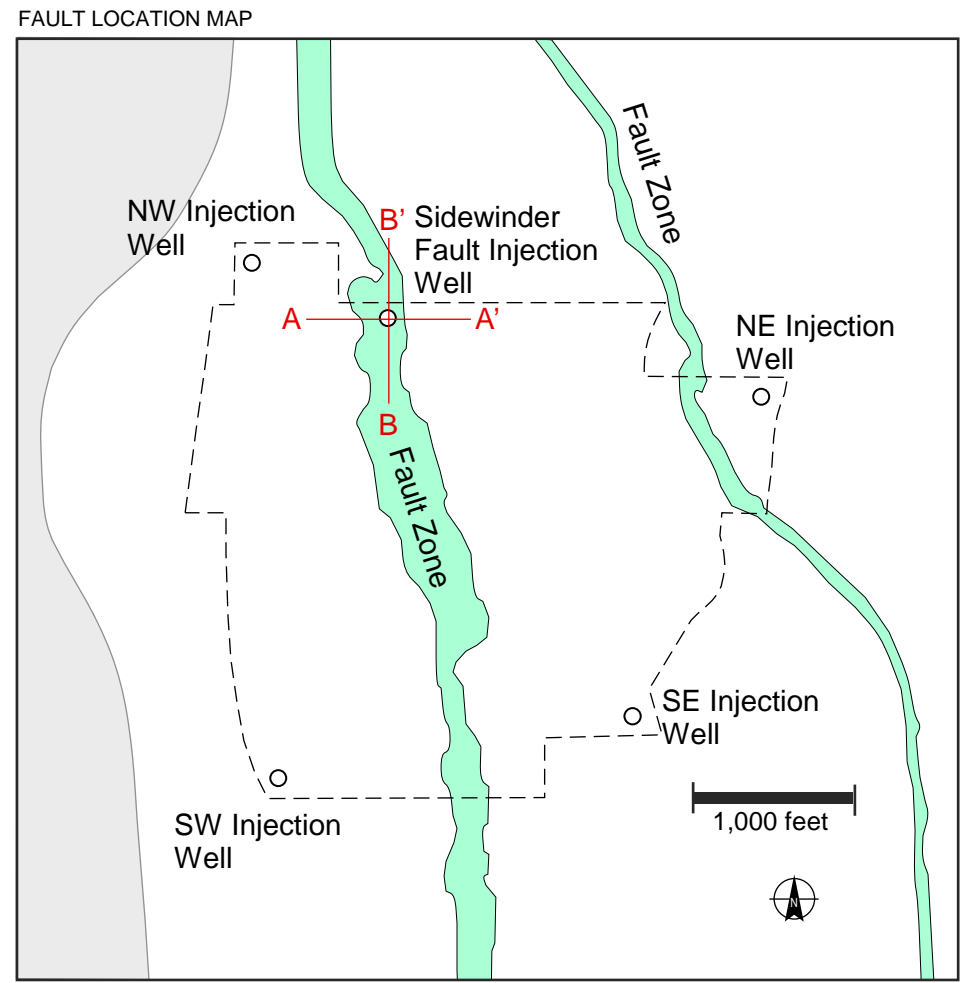 FAULT LOCATION MAP
Fault Zone
NW Injection
Well
B’
Sidewinder
Fault Injection
Well
A
A’
NE Injection
Well
B
Fault Zone
SE Injection
Well
1,000 feet
SW Injection
Well
N